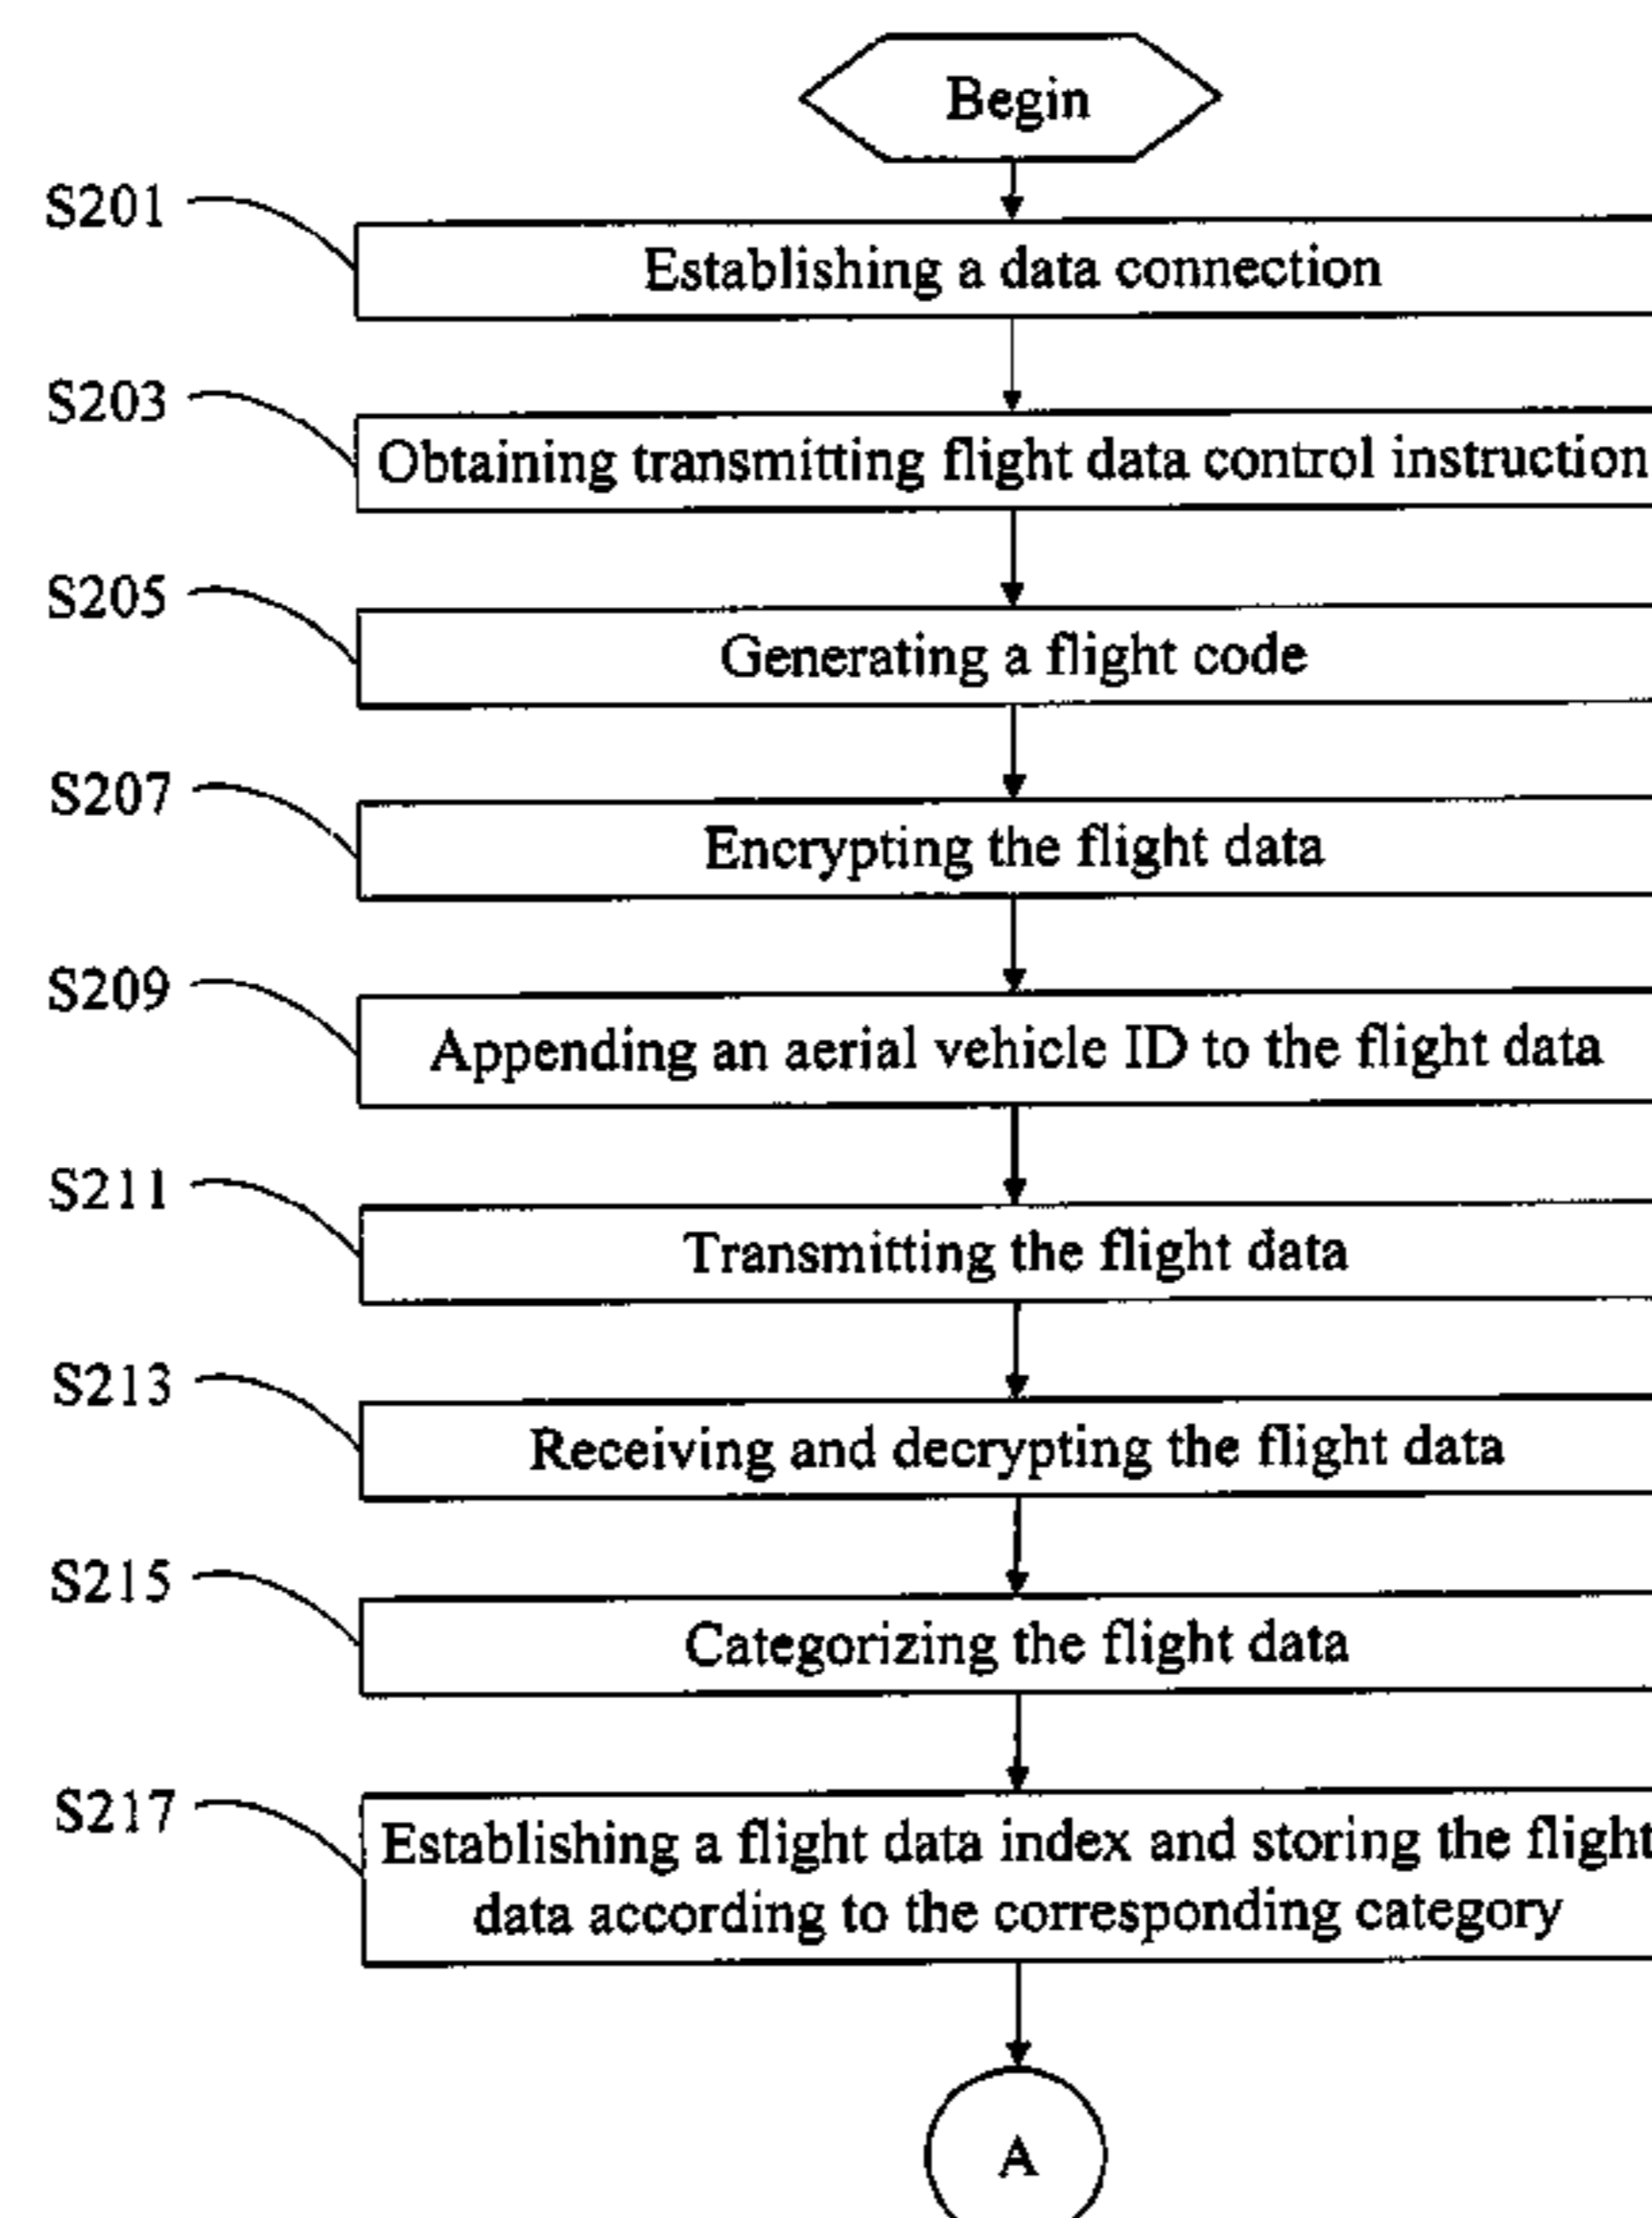 Begin
S201
Establishing a data connection
S203
Obtaining transmitting flight data control instruction
S205
Generating a flight code
S207
Encrypting the flight data
S209
Appending an aerial vehicle ID to the flight data
S211
Transmitting the flight data
S213
Receiving and decrypting the flight data
S215
Categorizing the flight data
S217
Establishing a flight data index and storing the flight
data according to the corresponding category
A